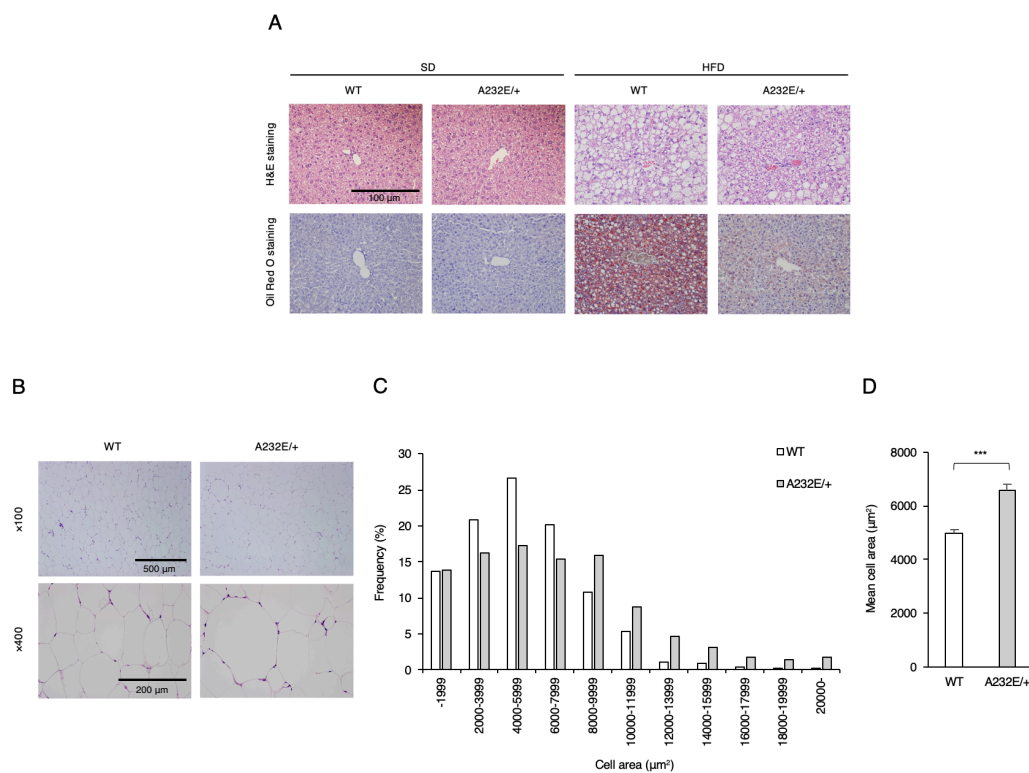 A
SD
HFD
WT
A232E/+
WT
A232E/+
H&E staining
100 µm
Oil Red O staining
B
WT
A232E/+
x100
500 µm
x400
200 µm
C
WT
A232E/+
Frequency (%)
30
25
20
15
10
5
0
-1999
2000-3999
4000-5999
6000-7999
8000-9999
10000-11999
12000-13999
14000-15999
16000-17999
18000-19999
20000-
Cell area (µm²)
D
***
Mean cell area (µm²)
8000
6000
4000
2000
0
WT
A232E/+